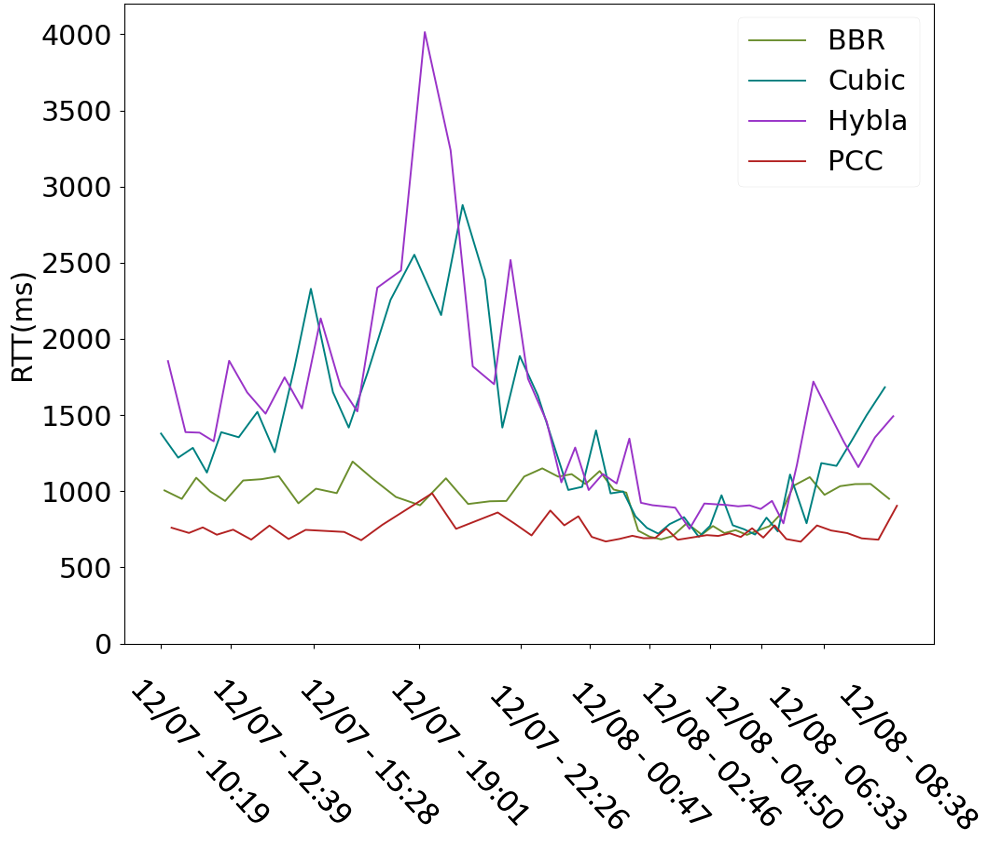 4000
3500
3000
2500
2000
1500
1000
500
0
RTT(ms)
BBR
Cubic
Hybla
PCC
12/07 - 10:19
12/07 - 12:39
12/07 - 15:28
12/07 - 19:01
12/07 - 22:26
12/08 - 00:47
12/08 - 02:46
12/08 - 04:50
12/08 - 06:33
12/08 - 08:38